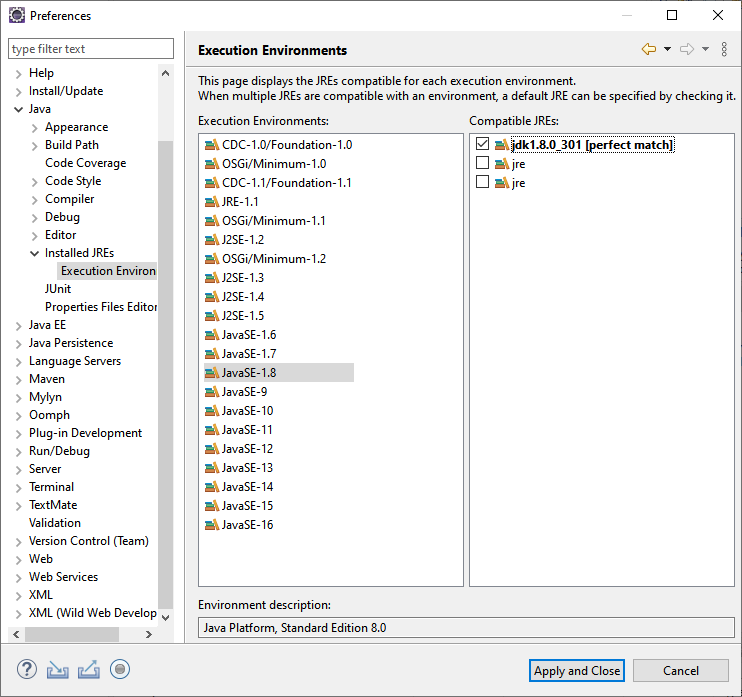 Preferences
type filter text
Help
Install/Update
Java
Appearance
Build Path
Code Coverage
Code Style
Compiler
Debug
Editor
Installed JREs
Execution Environ
JUnit
Properties Files Editor
Java EE
Java Persistence
Language Servers
Maven
Mylyn
Oomph
Plug-in Development
Run/Debug
Server
Terminal
TextMate
Validation
Version Control (Team)
Web
Web Services
XML
XML (Wild Web Develop
Execution Environments
This page displays the JREs compatible for each execution environment.
When multiple JREs are compatible with an environment, a default JRE can be specified by checking it.
Execution Environments:
CDC-1.0/Foundation-1.0
OSGi/Minimum-1.0
CDC-1.1/Foundation-1.1
JRE-1.1
OSGi/Minimum-1.1
J2SE-1.2
OSGi/Minimum-1.2
J2SE-1.3
J2SE-1.4
J2SE-1.5
JavaSE-1.6
JavaSE-1.7
JavaSE-1.8
JavaSE-9
JavaSE-10
JavaSE-11
JavaSE-12
JavaSE-13
JavaSE-14
JavaSE-15
JavaSE-16
Compatible JREs:
jdk1.8.0_301 [perfect match]
jre
jre
Environment description:
Java Platform, Standard Edition 8.0
?
Apply and Close
Cancel